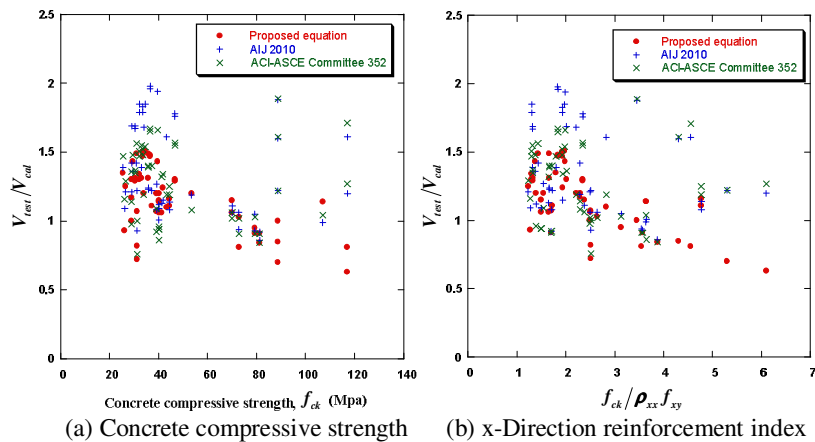 2.5
2
1.5
1
0.5
0
V_test/V_cal
Proposed equation
AIJ 2010
ACI-ASCE Committee 352
0 20 40 60 80 100 120 140
Concrete compressive strength, f_ck (Mpa)
(a) Concrete compressive strength
2.5
2
1.5
1
0.5
0
V_test/V_cal
Proposed equation
AIJ 2010
ACI-ASCE Committee 352
0 1 2 3 4 5 6 7
f_ck/ρ_xx f_xy
(b) x-Direction reinforcement index